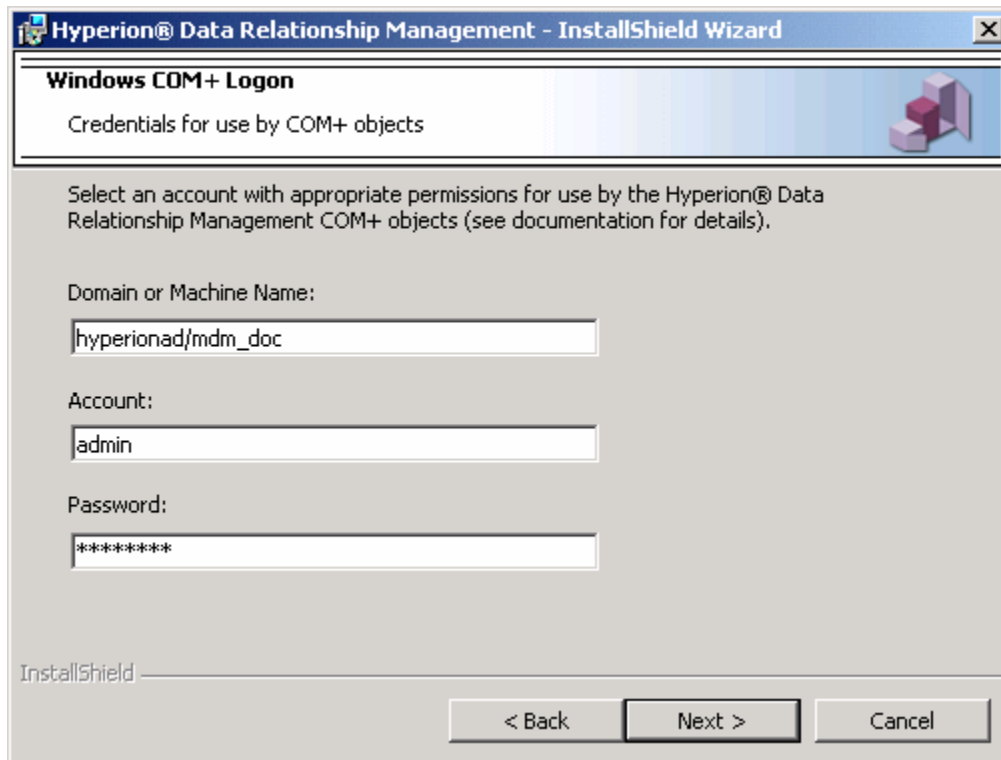 Hyperion® Data Relationship Management - InstallShield Wizard
Windows COM+ Logon
Credentials for use by COM+ objects
Select an account with appropriate permissions for use by the Hyperion® Data
Relationship Management COM+ objects (see documentation for details).
Domain or Machine Name:
hyperionad/mdm_doc
Account:
admin
Password:
********
InstallShield
< Back
Next >
Cancel